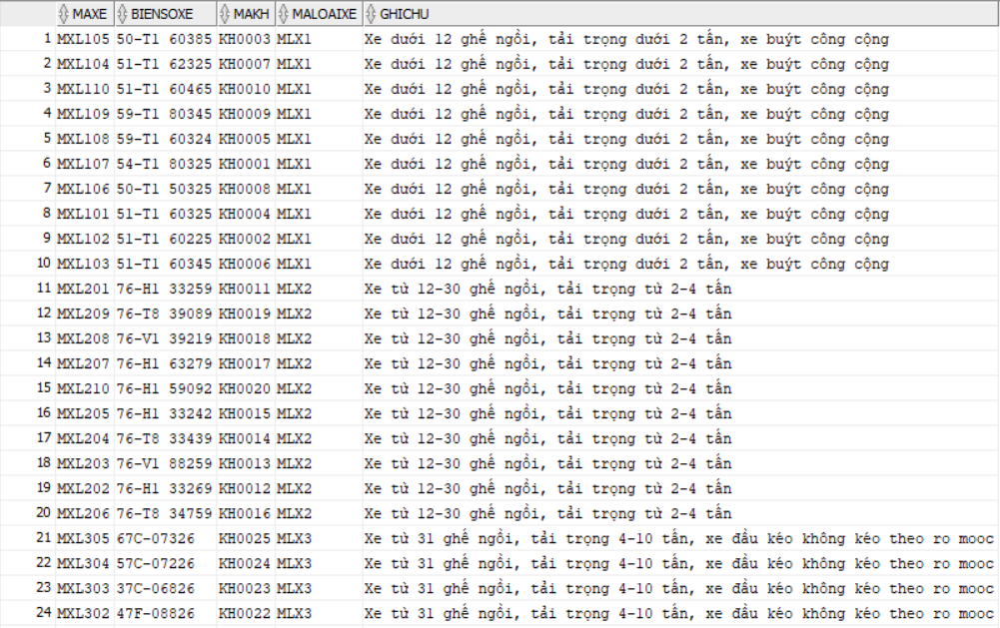 MAXE BIENSOXE MAKH MALOAIXE GHICHU
1 MXL105 50-T1 60385 KH0003 MLX1 Xe dưới 12 ghế ngồi, tải trọng dưới 2 tấn, xe buýt công cộng
2 MXL104 51-T1 62325 KH0007 MLX1 Xe dưới 12 ghế ngồi, tải trọng dưới 2 tấn, xe buýt công cộng
3 MXL110 51-T1 60465 KH0010 MLX1 Xe dưới 12 ghế ngồi, tải trọng dưới 2 tấn, xe buýt công cộng
4 MXL109 59-T1 80345 KH0009 MLX1 Xe dưới 12 ghế ngồi, tải trọng dưới 2 tấn, xe buýt công cộng
5 MXL108 59-T1 60324 KH0005 MLX1 Xe dưới 12 ghế ngồi, tải trọng dưới 2 tấn, xe buýt công cộng
6 MXL107 54-T1 80325 KH0001 MLX1 Xe dưới 12 ghế ngồi, tải trọng dưới 2 tấn, xe buýt công cộng
7 MXL106 50-T1 50325 KH0008 MLX1 Xe dưới 12 ghế ngồi, tải trọng dưới 2 tấn, xe buýt công cộng
8 MXL101 51-T1 60325 KH0004 MLX1 Xe dưới 12 ghế ngồi, tải trọng dưới 2 tấn, xe buýt công cộng
9 MXL102 51-T1 60225 KH0002 MLX1 Xe dưới 12 ghế ngồi, tải trọng dưới 2 tấn, xe buýt công cộng
10 MXL103 51-T1 60345 KH0006 MLX1 Xe dưới 12 ghế ngồi, tải trọng dưới 2 tấn, xe buýt công cộng
11 MXL201 76-H1 33259 KH0011 MLX2 Xe từ 12-30 ghế ngồi, tải trọng từ 2-4 tấn
12 MXL209 76-T8 39089 KH0019 MLX2 Xe từ 12-30 ghế ngồi, tải trọng từ 2-4 tấn
13 MXL208 76-V1 39219 KH0018 MLX2 Xe từ 12-30 ghế ngồi, tải trọng từ 2-4 tấn
14 MXL207 76-H1 63279 KH0017 MLX2 Xe từ 12-30 ghế ngồi, tải trọng từ 2-4 tấn
15 MXL210 76-H1 59092 KH0020 MLX2 Xe từ 12-30 ghế ngồi, tải trọng từ 2-4 tấn
16 MXL205 76-H1 33242 KH0015 MLX2 Xe từ 12-30 ghế ngồi, tải trọng từ 2-4 tấn
17 MXL204 76-T8 33439 KH0014 MLX2 Xe từ 12-30 ghế ngồi, tải trọng từ 2-4 tấn
18 MXL203 76-V1 88259 KH0013 MLX2 Xe từ 12-30 ghế ngồi, tải trọng từ 2-4 tấn
19 MXL202 76-H1 33269 KH0012 MLX2 Xe từ 12-30 ghế ngồi, tải trọng từ 2-4 tấn
20 MXL206 76-T8 34759 KH0016 MLX2 Xe từ 12-30 ghế ngồi, tải trọng từ 2-4 tấn
21 MXL305 67C-07326 KH0025 MLX3 Xe từ 31 ghế ngồi, tải trọng 4-10 tấn, xe đầu kéo không kéo theo ro mooc
22 MXL304 57C-07226 KH0024 MLX3 Xe từ 31 ghế ngồi, tải trọng 4-10 tấn, xe đầu kéo không kéo theo ro mooc
23 MXL303 37C-06826 KH0023 MLX3 Xe từ 31 ghế ngồi, tải trọng 4-10 tấn, xe đầu kéo không kéo theo ro mooc
24 MXL302 47F-08826 KH0022 MLX3 Xe từ 31 ghế ngồi, tải trọng 4-10 tấn, xe đầu kéo không kéo theo ro mooc